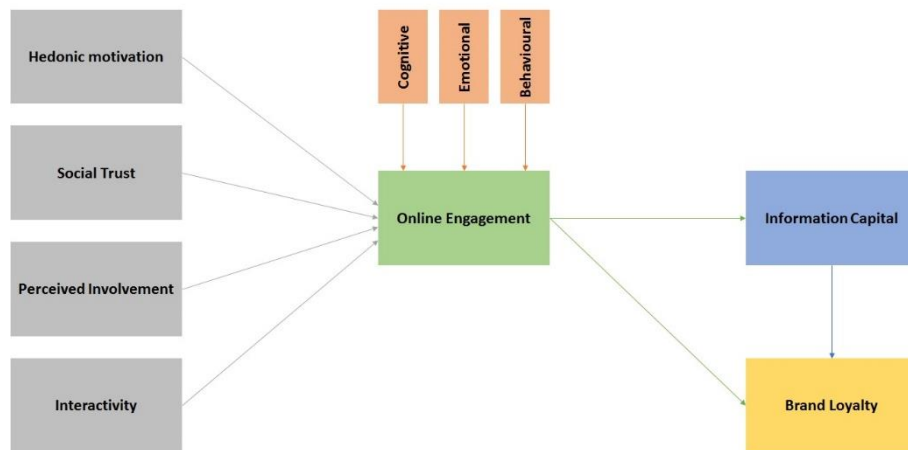 Hedonic motivation
Social Trust
Perceived Involvement
Interactivity
Cognitive
Emotional
Behavioural
Online Engagement
Information Capital
Brand Loyalty